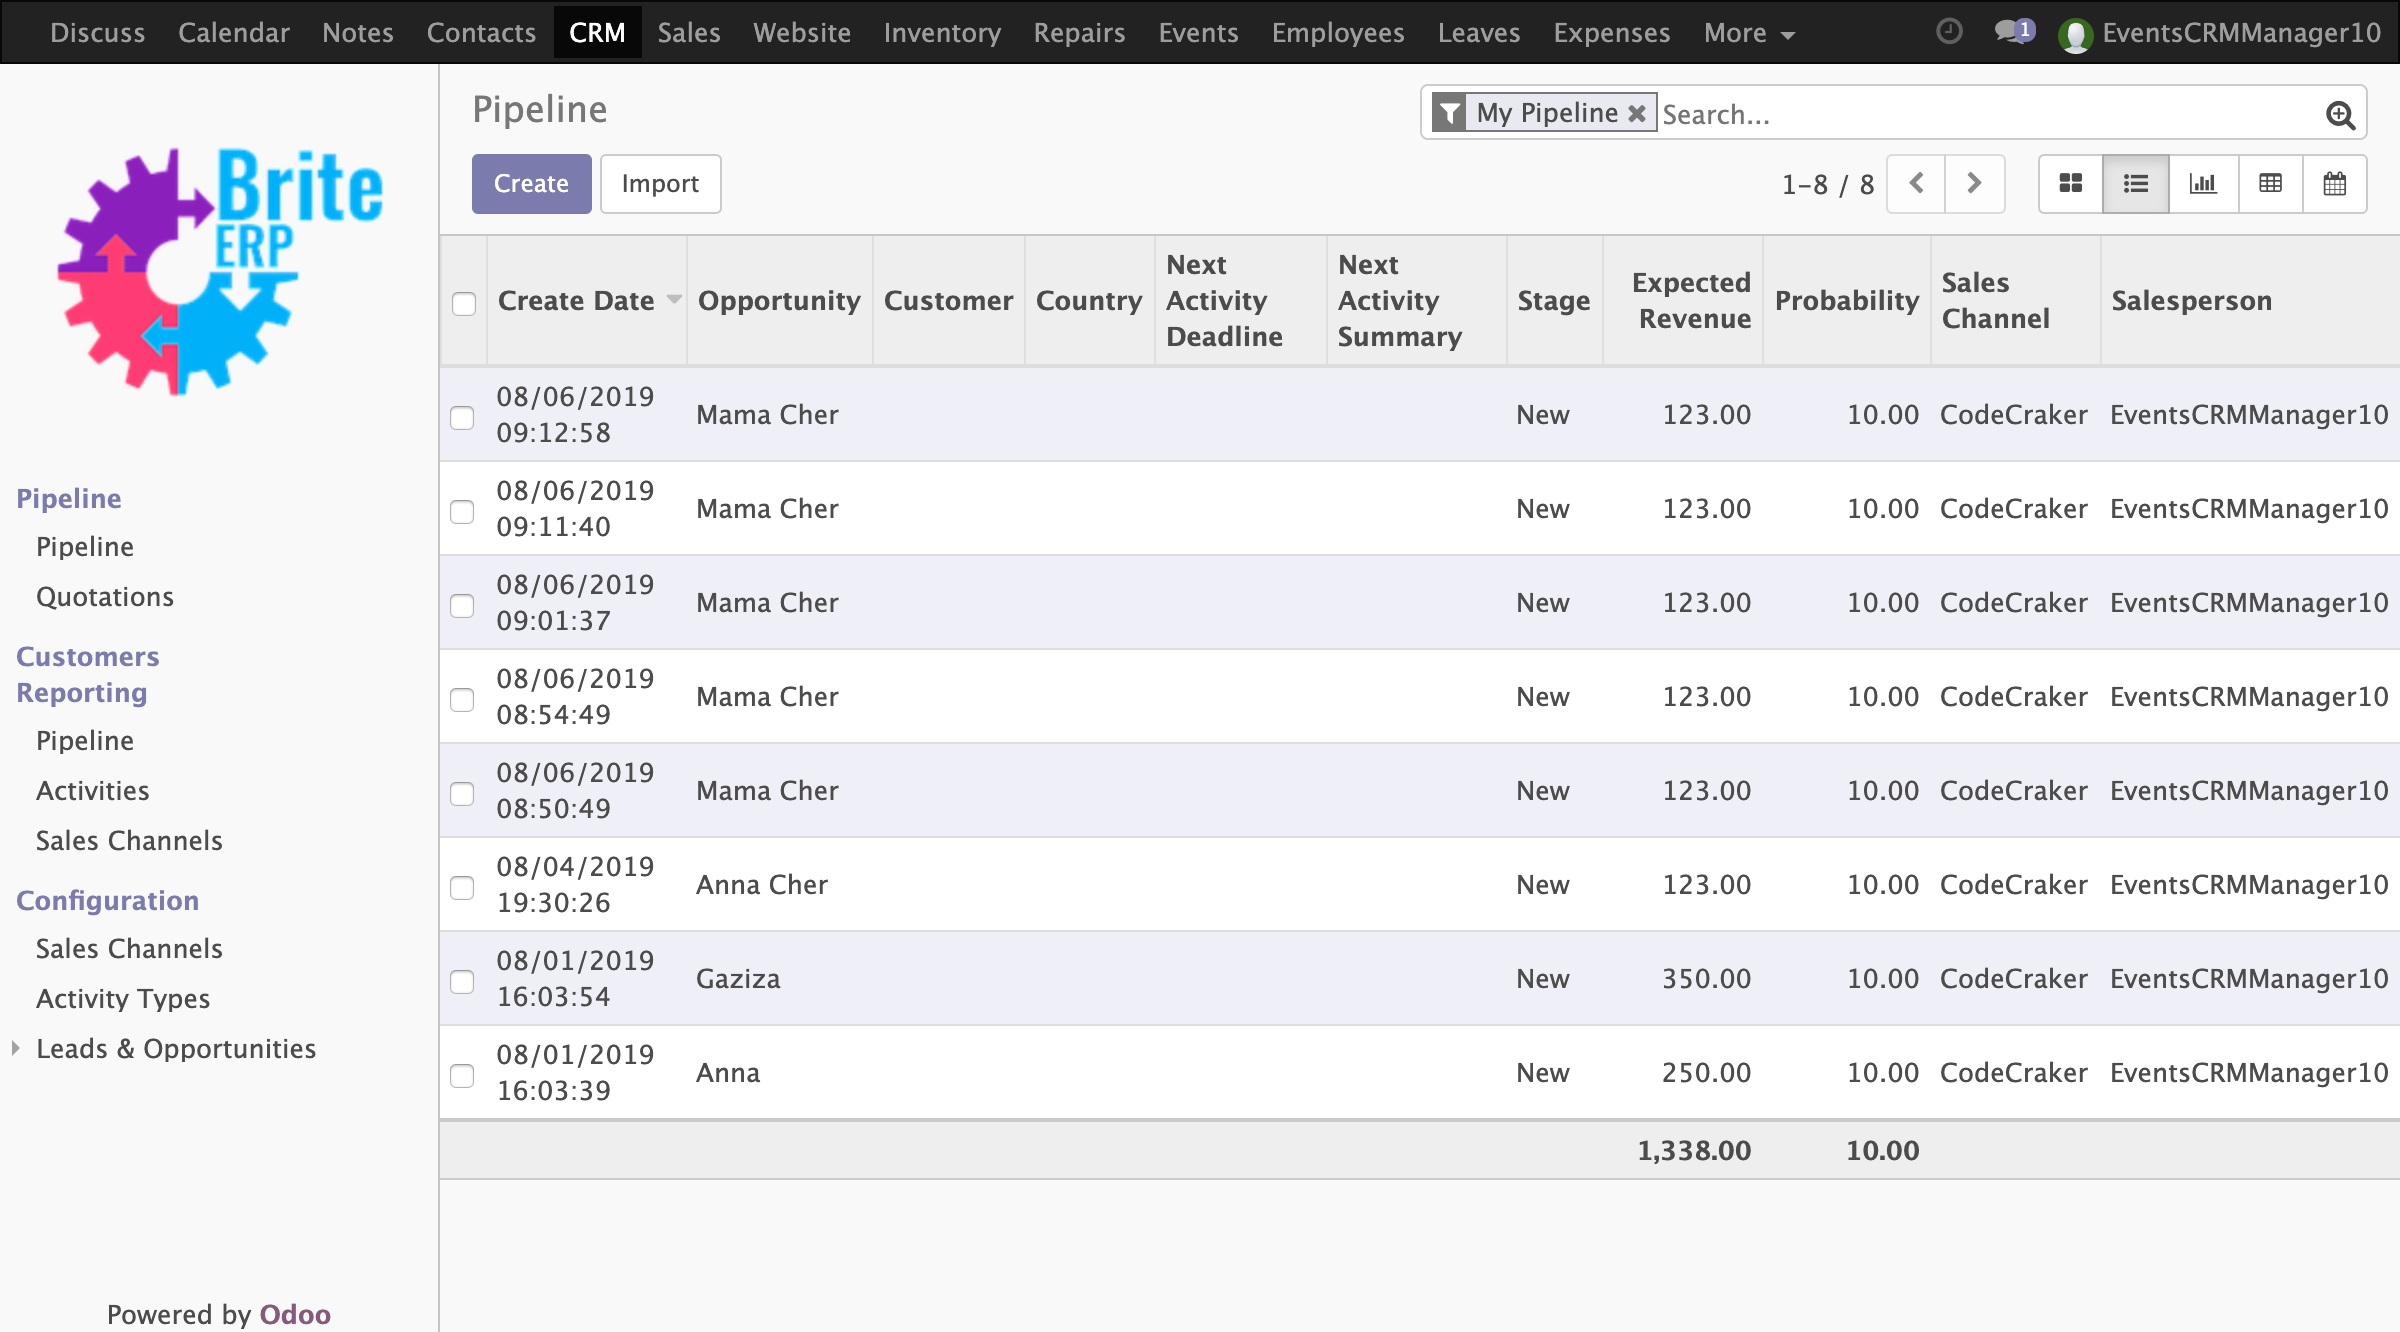 Discuss Calendar Notes Contacts CRM Sales Website Inventory Repairs Events Employees Leaves Expenses More 1 EventsCRMManager10
Brite
ERP
Pipeline
Pipeline
Quotations
Customers
Reporting
Pipeline
Activities
Sales Channels
Configuration
Sales Channels
Activity Types
Leads & Opportunities
Powered by Odoo
Pipeline
My Pipeline Search...
Create Import
1-8 / 8
Create Date Opportunity Customer Country Next Activity Deadline Next Activity Summary Stage Expected Revenue Probability Sales Channel Salesperson
08/06/2019 09:12:58 Mama Cher New 123.00 10.00 CodeCraker EventsCRMManager10
08/06/2019 09:11:40 Mama Cher New 123.00 10.00 CodeCraker EventsCRMManager10
08/06/2019 09:01:37 Mama Cher New 123.00 10.00 CodeCraker EventsCRMManager10
08/06/2019 08:54:49 Mama Cher New 123.00 10.00 CodeCraker EventsCRMManager10
08/06/2019 08:50:49 Mama Cher New 123.00 10.00 CodeCraker EventsCRMManager10
08/04/2019 19:30:26 Anna Cher New 123.00 10.00 CodeCraker EventsCRMManager10
08/01/2019 16:03:54 Gaziza New 350.00 10.00 CodeCraker EventsCRMManager10
08/01/2019 16:03:39 Anna New 250.00 10.00 CodeCraker EventsCRMManager10
1,338.00 10.00